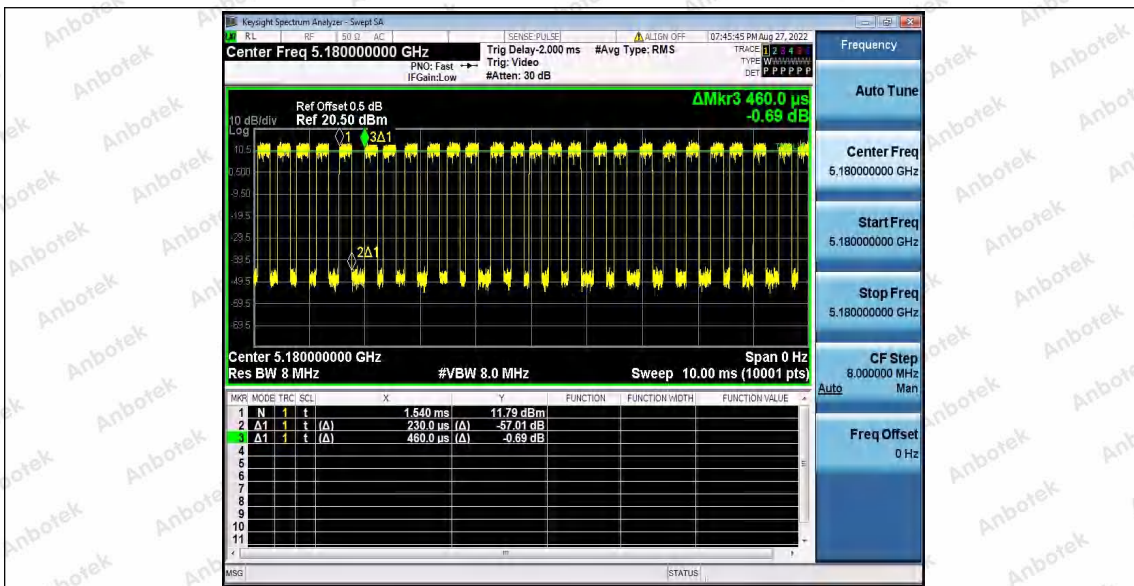 Keysight Spectrum Analyzer - Swept SA
RL RF 50 Ω AC SENSE:PULSE ALIGN OFF 07:45:45 PM Aug 27, 2022
Center Freq 5.180000000 GHz
Trig Delay-2.000 ms #Avg Type: RMS
TRACE 1 2 3 4 5 6
PNO: Fast Trig: Video
TYPE W
IFGain:Low #Atten: 30 dB
DET P P P P P P
ΔMkr3 460.0 µs
-0.69 dB
Ref Offset 0.5 dB
10 dB/div Ref 20.50 dBm
Log
1 3Δ1
10.5
0.500
-9.50
-19.5
-29.5
2Δ1
-39.5
-49.5
-59.5
-69.5
Center 5.180000000 GHz Span 0 Hz
Res BW 8 MHz #VBW 8.0 MHz Sweep 10.00 ms (10001 pts)
MKR MODE TRC SCL X Y FUNCTION FUNCTION WIDTH FUNCTION VALUE
1 N 1 t 1.540 ms 11.79 dBm
2 Δ1 1 t (Δ) 230.0 µs (Δ) -57.01 dB
3 Δ1 1 t (Δ) 460.0 µs (Δ) -0.69 dB
4
5
6
7
8
9
10
11
MSG STATUS
Frequency
Auto Tune
Center Freq
5.180000000 GHz
Start Freq
5.180000000 GHz
Stop Freq
5.180000000 GHz
CF Step
8.000000 MHz
Auto Man
Freq Offset
0 Hz
Anbotek